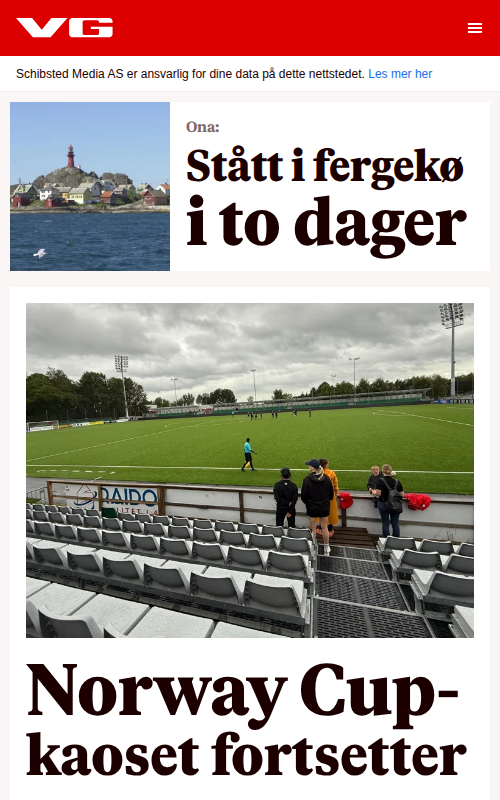 VG
Schibsted Media AS er ansvarlig for dine data på dette nettstedet. Les mer her
Ona:
Stått i fergekø
i to dager
DAIDO
Norway Cup-
kaoset fortsetter